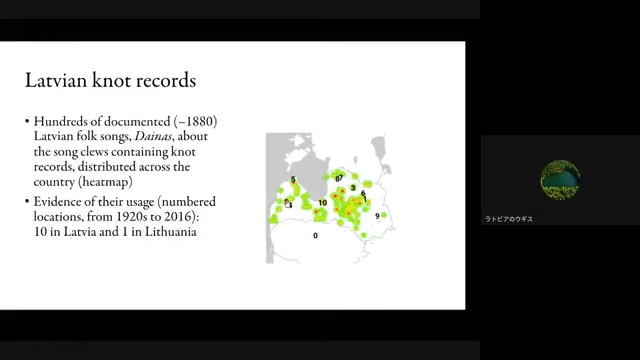 Latvian knot records
• Hundreds of documented (–1880)
Latvian folk songs, Dainas, about
the song clews containing knot
records, distributed across the
country (heatmap)
• Evidence of their usage (numbered
locations, from 1920s to 2016):
10 in Latvia and 1 in Lithuania
5
8
7
3
6
1
4
10
9
0
ラトビアのウギス